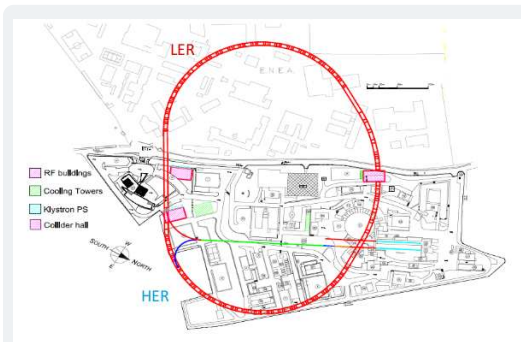 LER
E.N.E.A.
RF buildings
Cooling Towers
Klystron PS
Collider hall
SOUTH
W
E
NORTH
HER